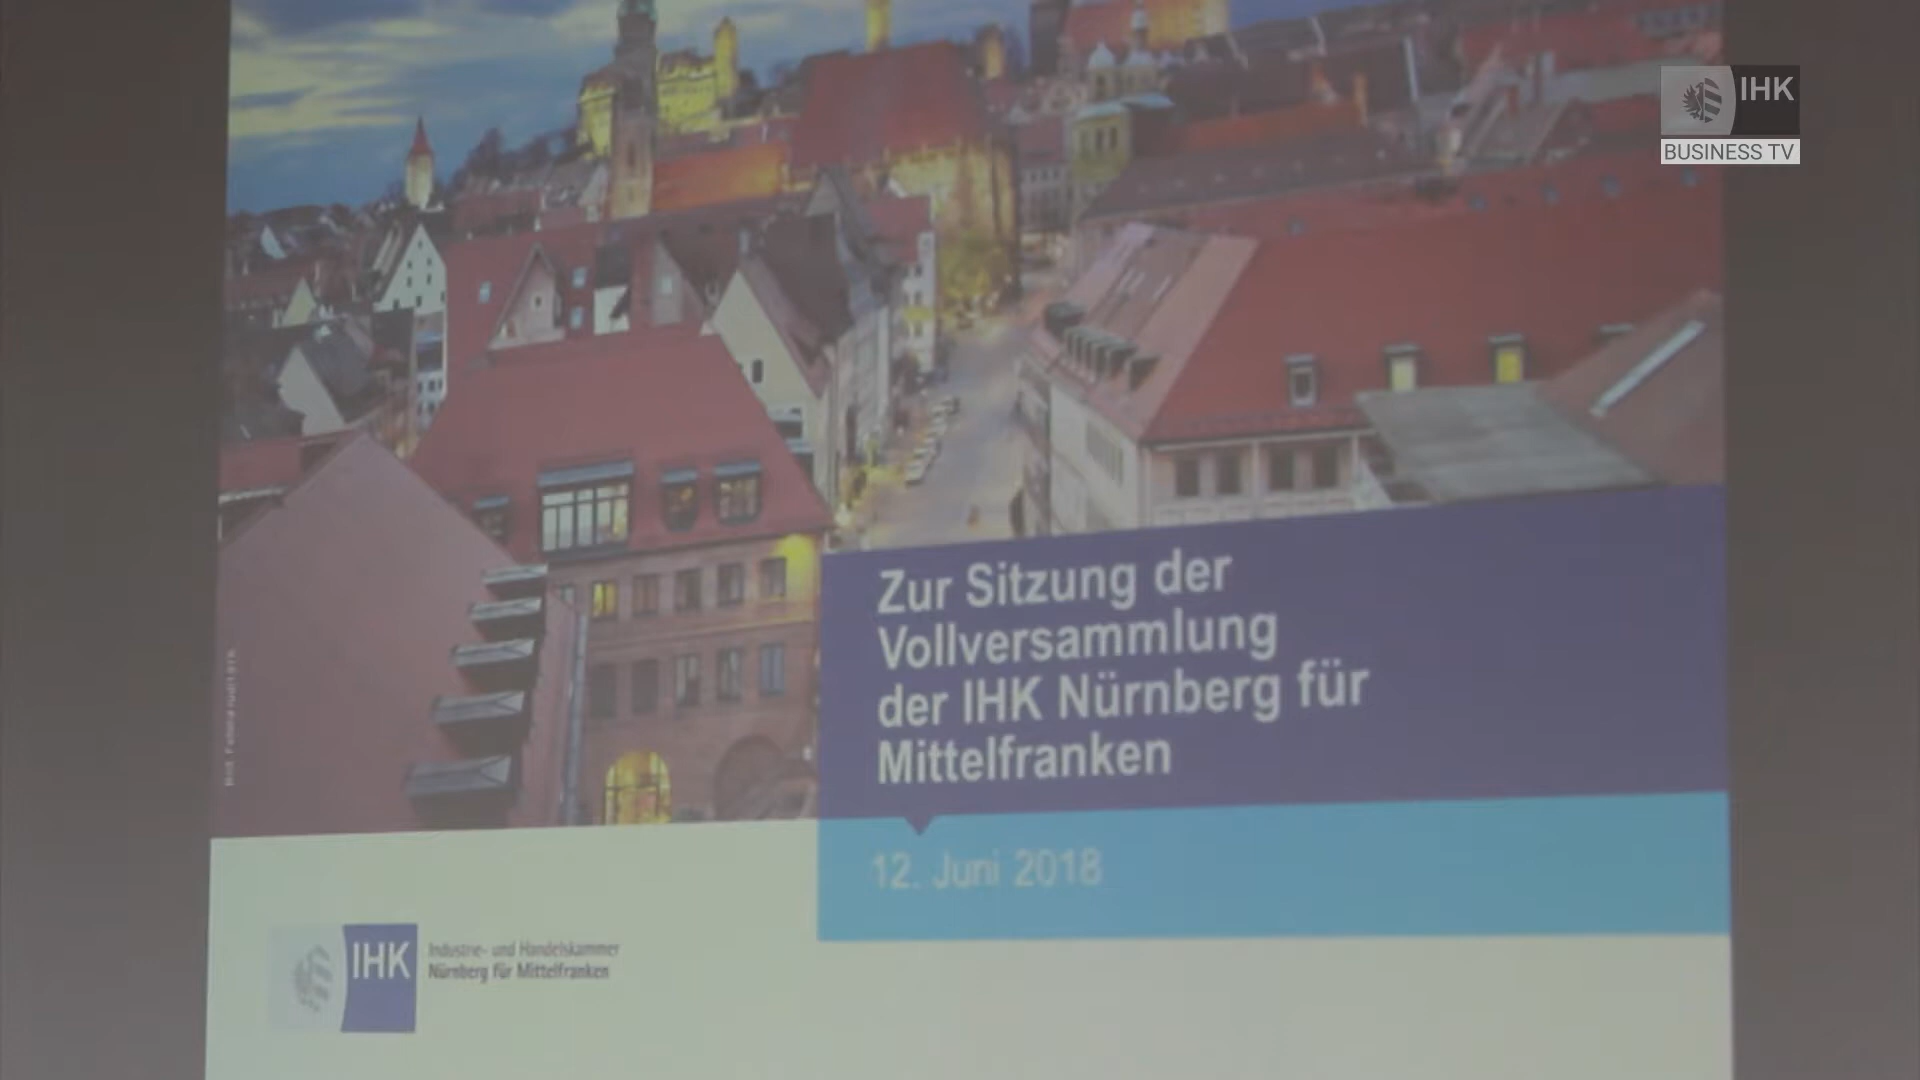 IHK
BUSINESS TV
Zur Sitzung der
Vollversammlung
der IHK Nürnberg für
Mittelfranken
12. Juni 2018
IHK
Industrie- und Handelskammer
Nürnberg für Mittelfranken